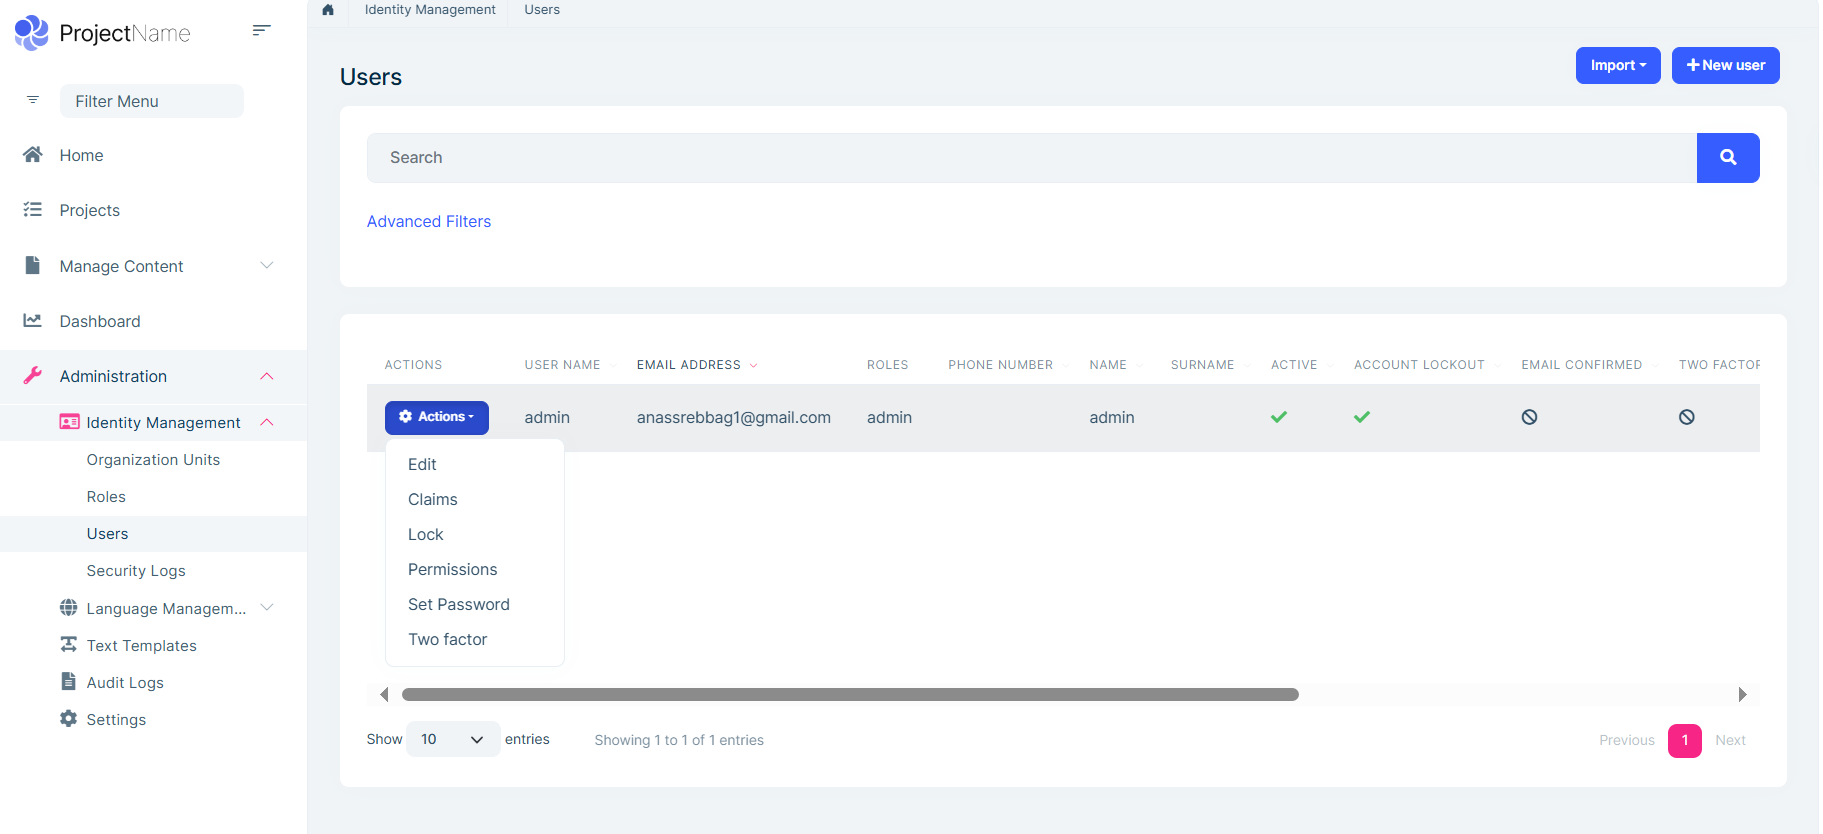 ProjectName
Filter Menu
Home
Projects
Manage Content
Dashboard
Administration
Identity Management
Organization Units
Roles
Users
Security Logs
Language Managem...
Text Templates
Audit Logs
Settings
Identity Management Users
Users
Import
New user
Search
Advanced Filters
ACTIONS USER NAME EMAIL ADDRESS ROLES PHONE NUMBER NAME SURNAME ACTIVE ACCOUNT LOCKOUT EMAIL CONFIRMED TWO FACTOR
Actions admin anassrebbag1@gmail.com admin admin
Edit
Claims
Lock
Permissions
Set Password
Two factor
Show 10 entries Showing 1 to 1 of 1 entries Previous 1 Next